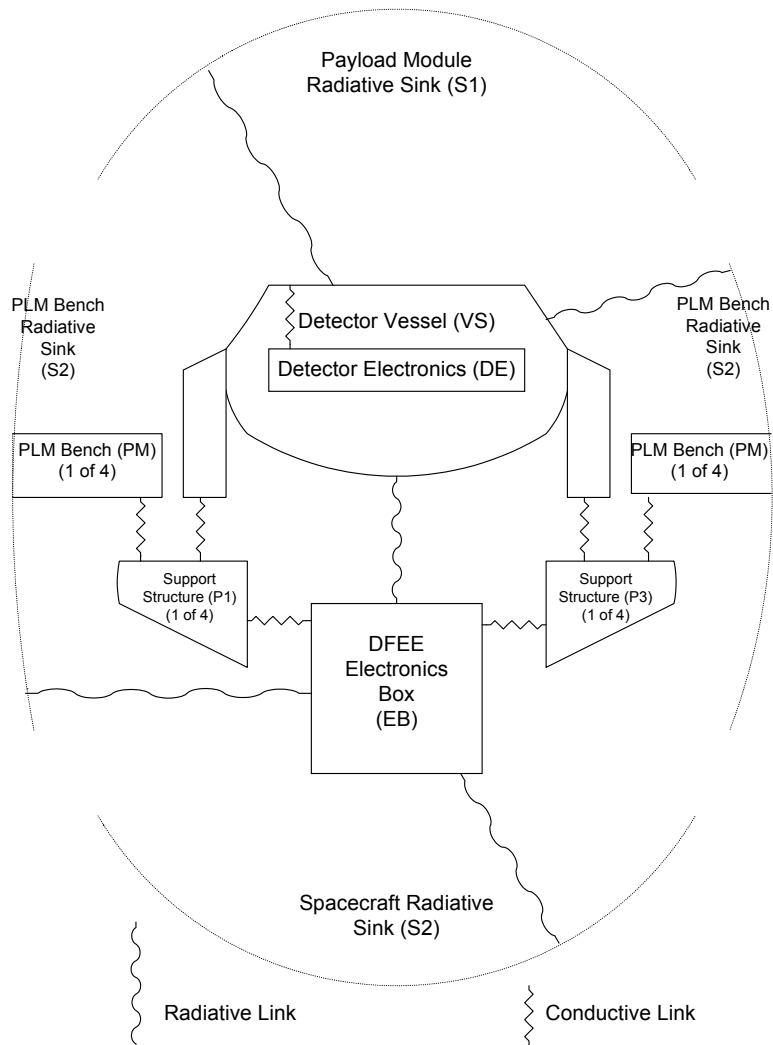 Payload Module
Radiative Sink (S1)
PLM Bench
Radiative
Sink
(S2)
PLM Bench
Radiative
Sink
(S2)
Detector Vessel (VS)
Detector Electronics (DE)
PLM Bench (PM)
(1 of 4)
PLM Bench (PM)
(1 of 4)
Support
Structure (P1)
(1 of 4)
Support
Structure (P3)
(1 of 4)
DFEE
Electronics
Box
(EB)
Spacecraft Radiative
Sink (S2)
Radiative Link
Conductive Link